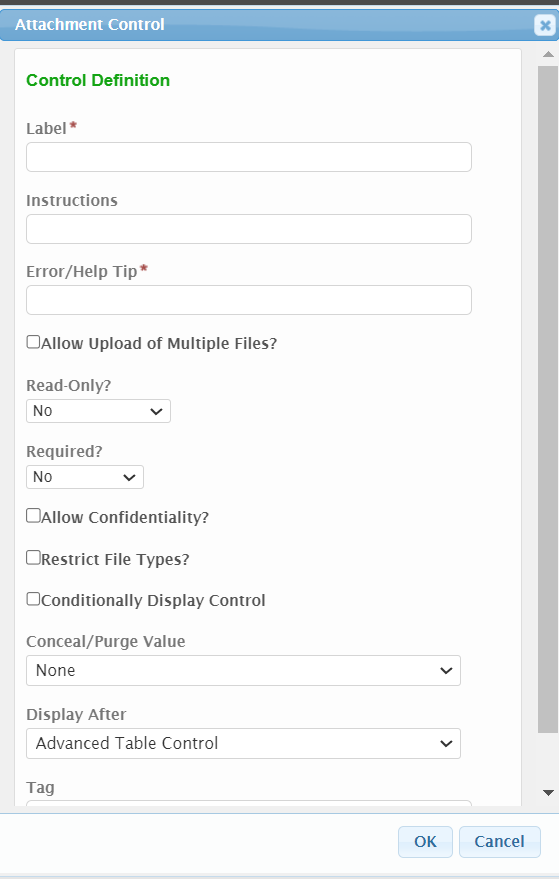 Attachment Control
Control Definition
Label*
Instructions
Error/Help Tip*
Allow Upload of Multiple Files?
Read-Only?
No
Required?
No
Allow Confidentiality?
Restrict File Types?
Conditionally Display Control
Conceal/Purge Value
None
Display After
Advanced Table Control
Tag
OK Cancel